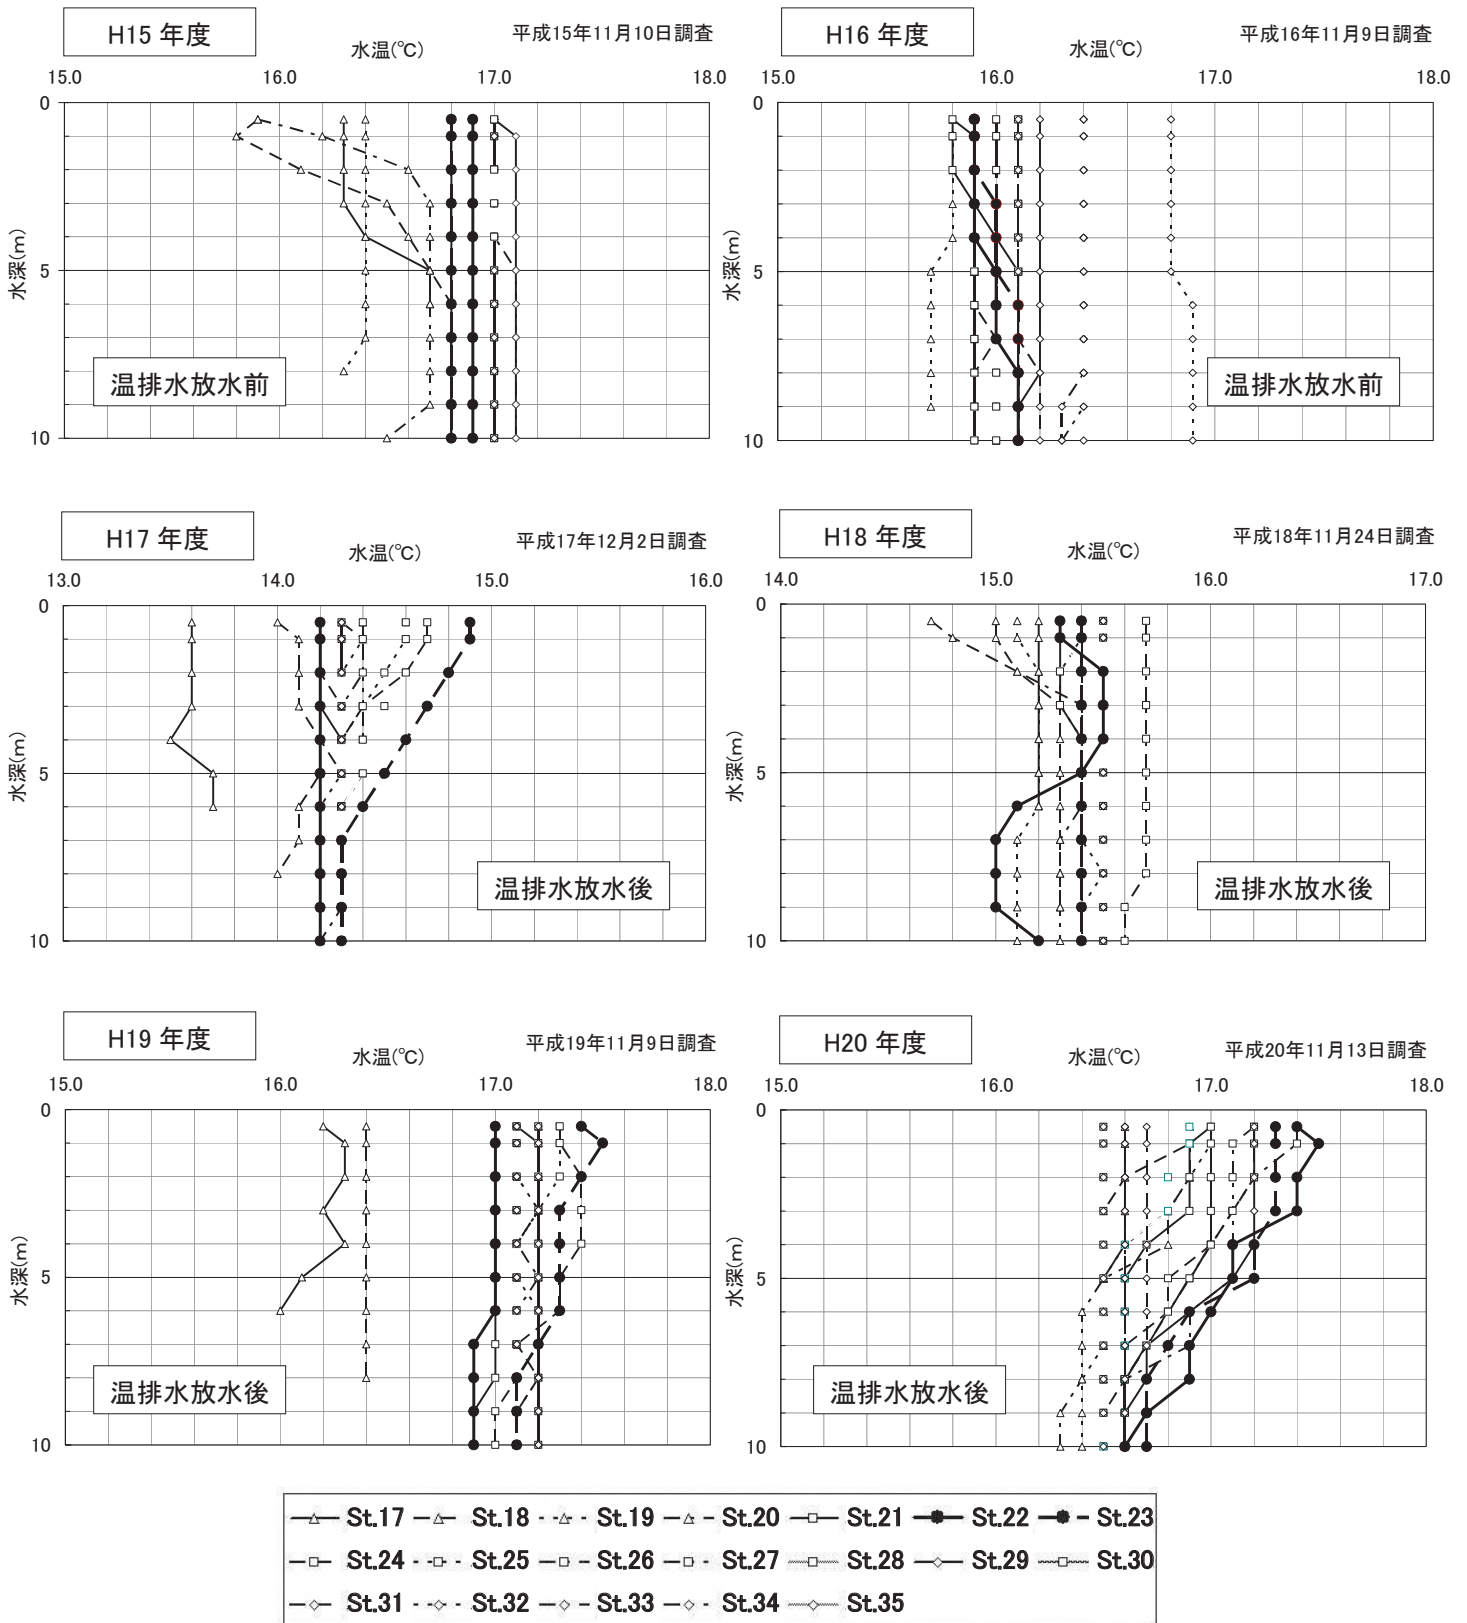 H15 年度
水温(℃)
平成15年11月10日調査
15.0 16.0 17.0 18.0
0
5
10
水深(m)
温排水放水前
H16 年度
水温(℃)
平成16年11月9日調査
15.0 16.0 17.0 18.0
0
5
10
水深(m)
温排水放水前
H17 年度
水温(℃)
平成17年12月2日調査
13.0 14.0 15.0 16.0
0
5
10
水深(m)
温排水放水後
H18 年度
水温(℃)
平成18年11月24日調査
14.0 15.0 16.0 17.0
0
5
10
水深(m)
温排水放水後
H19 年度
水温(℃)
平成19年11月9日調査
15.0 16.0 17.0 18.0
0
5
10
水深(m)
温排水放水後
H20 年度
水温(℃)
平成20年11月13日調査
15.0 16.0 17.0 18.0
0
5
10
水深(m)
温排水放水後
St.17 St.18 St.19 St.20 St.21 St.22 St.23
St.24 St.25 St.26 St.27 St.28 St.29 St.30
St.31 St.32 St.33 St.34 St.35